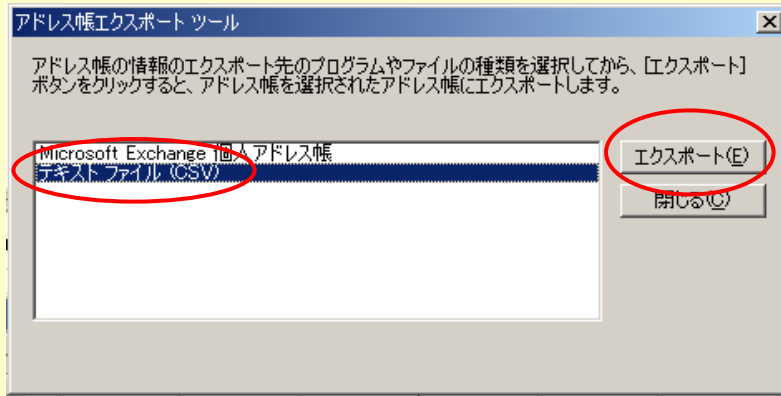 アドレス帳エクスポート ツール
アドレス帳の情報のエクスポート先のプログラムやファイルの種類を選択してから、[エクスポート]
ボタンをクリックすると、アドレス帳を選択されたアドレス帳にエクスポートします。
Microsoft Exchange 個人アドレス帳
テキスト ファイル (CSV)
エクスポート(E)
閉じる(C)